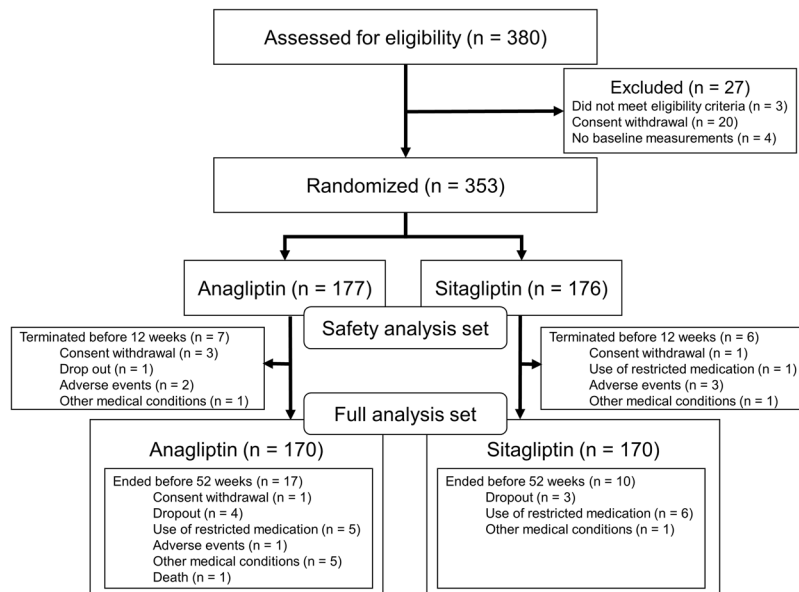 Assessed for eligibility (n = 380)
Excluded (n = 27)
Did not meet eligibility criteria (n = 3)
Consent withdrawal (n = 20)
No baseline measurements (n = 4)
Randomized (n = 353)
Anagliptin (n = 177)
Sitagliptin (n = 176)
Safety analysis set
Terminated before 12 weeks (n = 7)
Consent withdrawal (n = 3)
Drop out (n = 1)
Adverse events (n = 2)
Other medical conditions (n = 1)
Terminated before 12 weeks (n = 6)
Consent withdrawal (n = 1)
Use of restricted medication (n = 1)
Adverse events (n = 3)
Other medical conditions (n = 1)
Full analysis set
Anagliptin (n = 170)
Ended before 52 weeks (n = 17)
Consent withdrawal (n = 1)
Dropout (n = 4)
Use of restricted medication (n = 5)
Adverse events (n = 1)
Other medical conditions (n = 5)
Death (n = 1)
Sitagliptin (n = 170)
Ended before 52 weeks (n = 10)
Dropout (n = 3)
Use of restricted medication (n = 6)
Other medical conditions (n = 1)